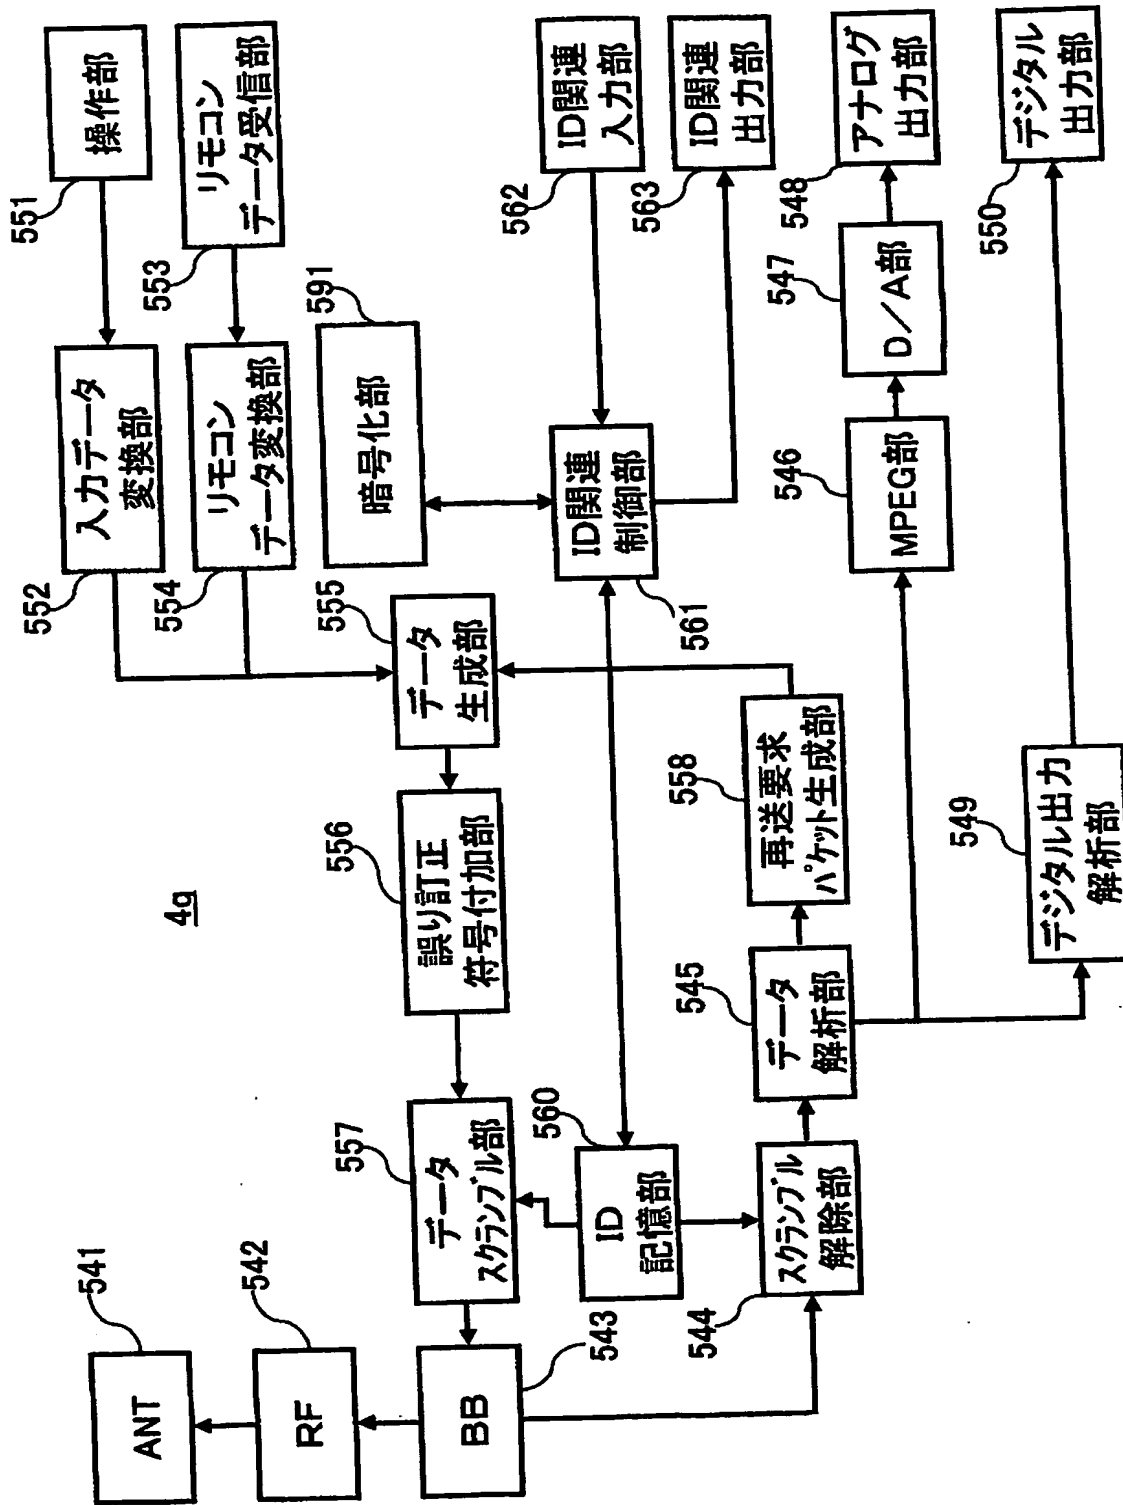 4g
541
ANT
542
RF
543
BB
557
データ
スクランブル部
556
誤り訂正
符号付加部
555
データ
生成部
552
入力データ
変換部
551
操作部
554
リモコン
データ変換部
553
リモコン
データ受信部
591
暗号化部
560
ID
記憶部
561
ID関連
制御部
562
ID関連
入力部
563
ID関連
出力部
544
スクランブル
解除部
545
データ
解析部
558
再送要求
パケット生成部
546
MPEG部
547
D/A部
548
アナログ
出力部
549
デジタル出力
解析部
550
デジタル
出力部